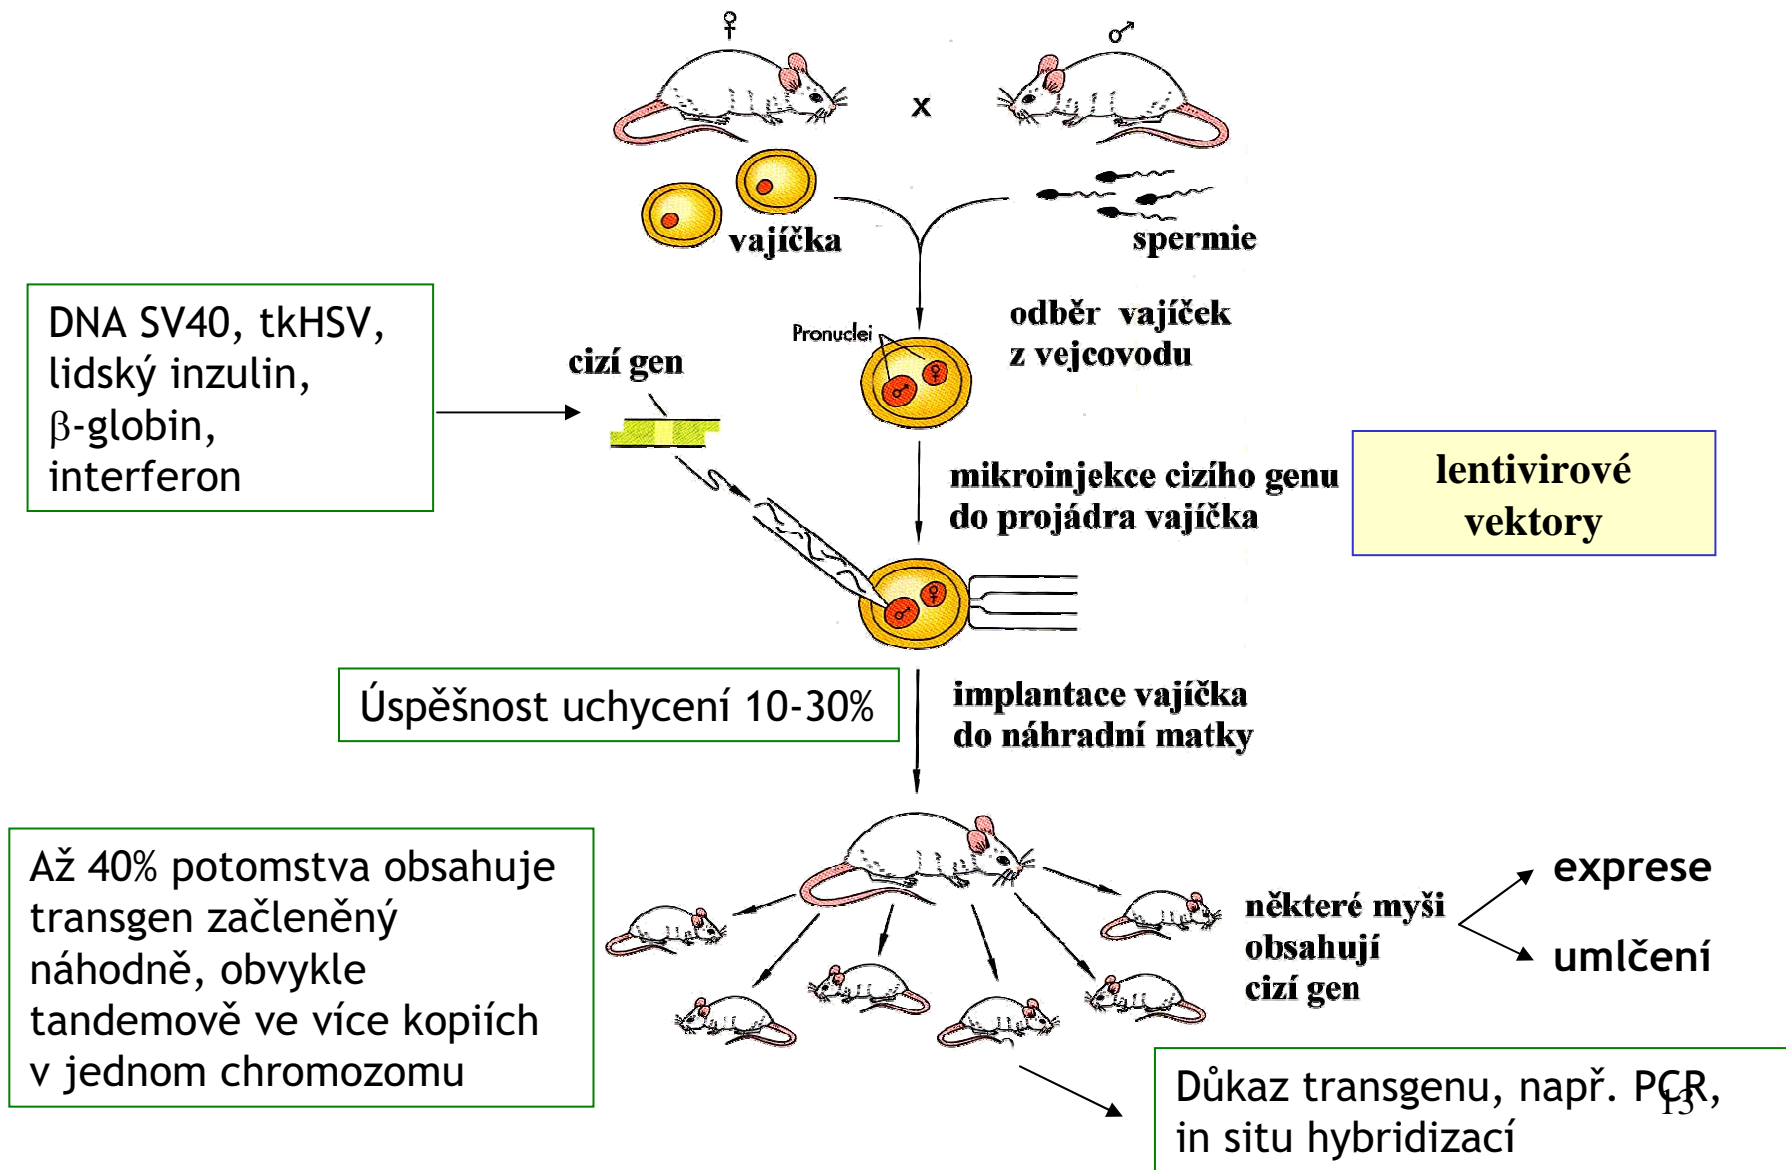 ♀
♂
x
vajíčka
spermie
DNA SV40, tkHSV,
lidský inzulin,
β-globin,
interferon
cizí gen
Pronuclei
♂
♀
odběr vajíček
z vejcovodu
mikroinjekce cizího genu
do projádra vajíčka
lentivirové
vektory
♂
♀
Úspěšnost uchycení 10-30%
implantace vajíčka
do náhradní matky
Až 40% potomstva obsahuje
transgen začleněný
náhodně, obvykle
tandemově ve více kopiích
v jednom chromozomu
některé myši
obsahují
cizí gen
exprese
umlčení
Důkaz transgenu, např. PCR,
in situ hybridizací
13